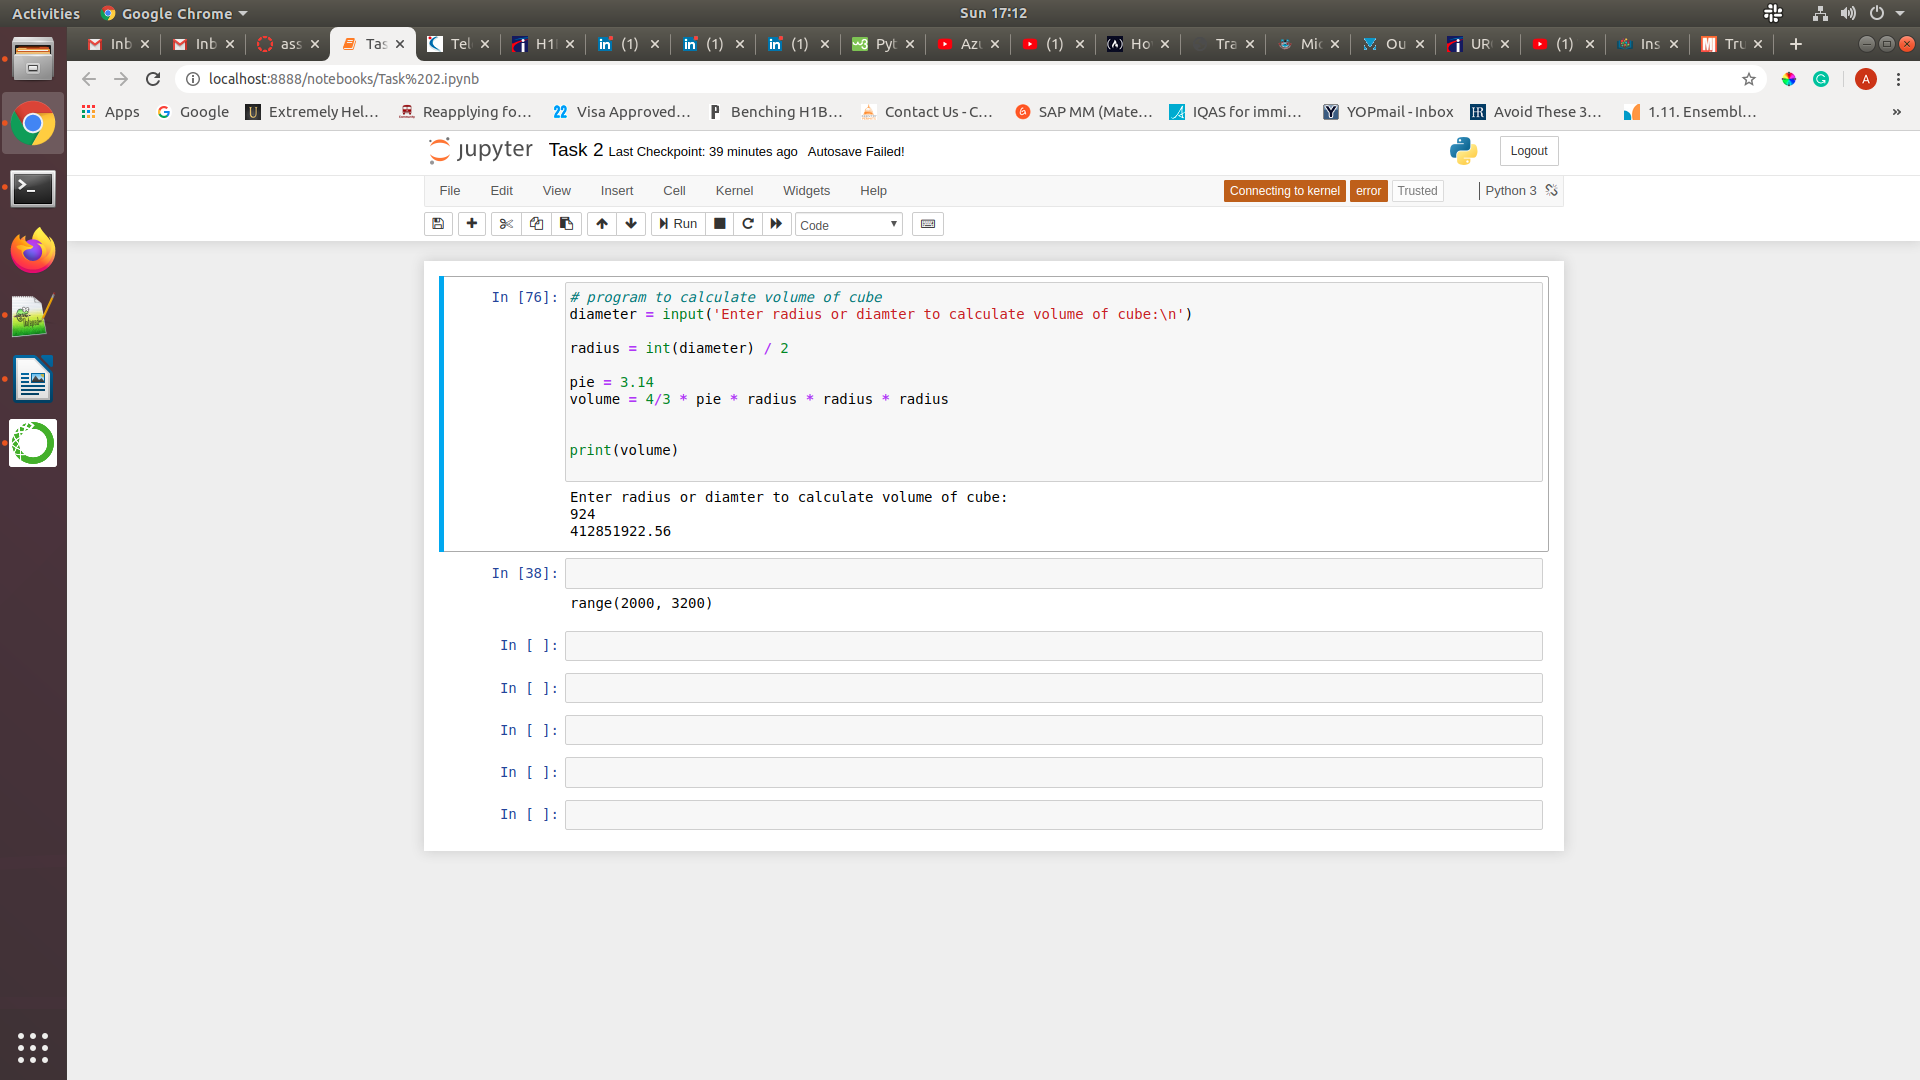 Activities Google Chrome Sun 17:12
Inb Inb ass Tas Tel H1 (1) (1) (1) Pyt Azu (1) Ho Tra Mic Ou UR (1) Ins Tru
localhost:8888/notebooks/Task%202.ipynb A
Apps Google Extremely Hel... Reapplying fo... 22 Visa Approved... Benching H1B... Contact Us - C... SAP MM (Mate... IQAS for immi... YOPmail - Inbox HR Avoid These 3... 1.11. Ensembl... »
jupyter Task 2 Last Checkpoint: 39 minutes ago Autosave Failed! Logout
File Edit View Insert Cell Kernel Widgets Help Connecting to kernel error Trusted Python 3
Run Code
In [76]: # program to calculate volume of cube
diameter = input('Enter radius or diamter to calculate volume of cube:\n')
radius = int(diameter) / 2
pie = 3.14
volume = 4/3 * pie * radius * radius * radius
print(volume)
Enter radius or diamter to calculate volume of cube:
924
412851922.56
In [38]:
range(2000, 3200)
In [ ]:
In [ ]:
In [ ]:
In [ ]:
In [ ]: